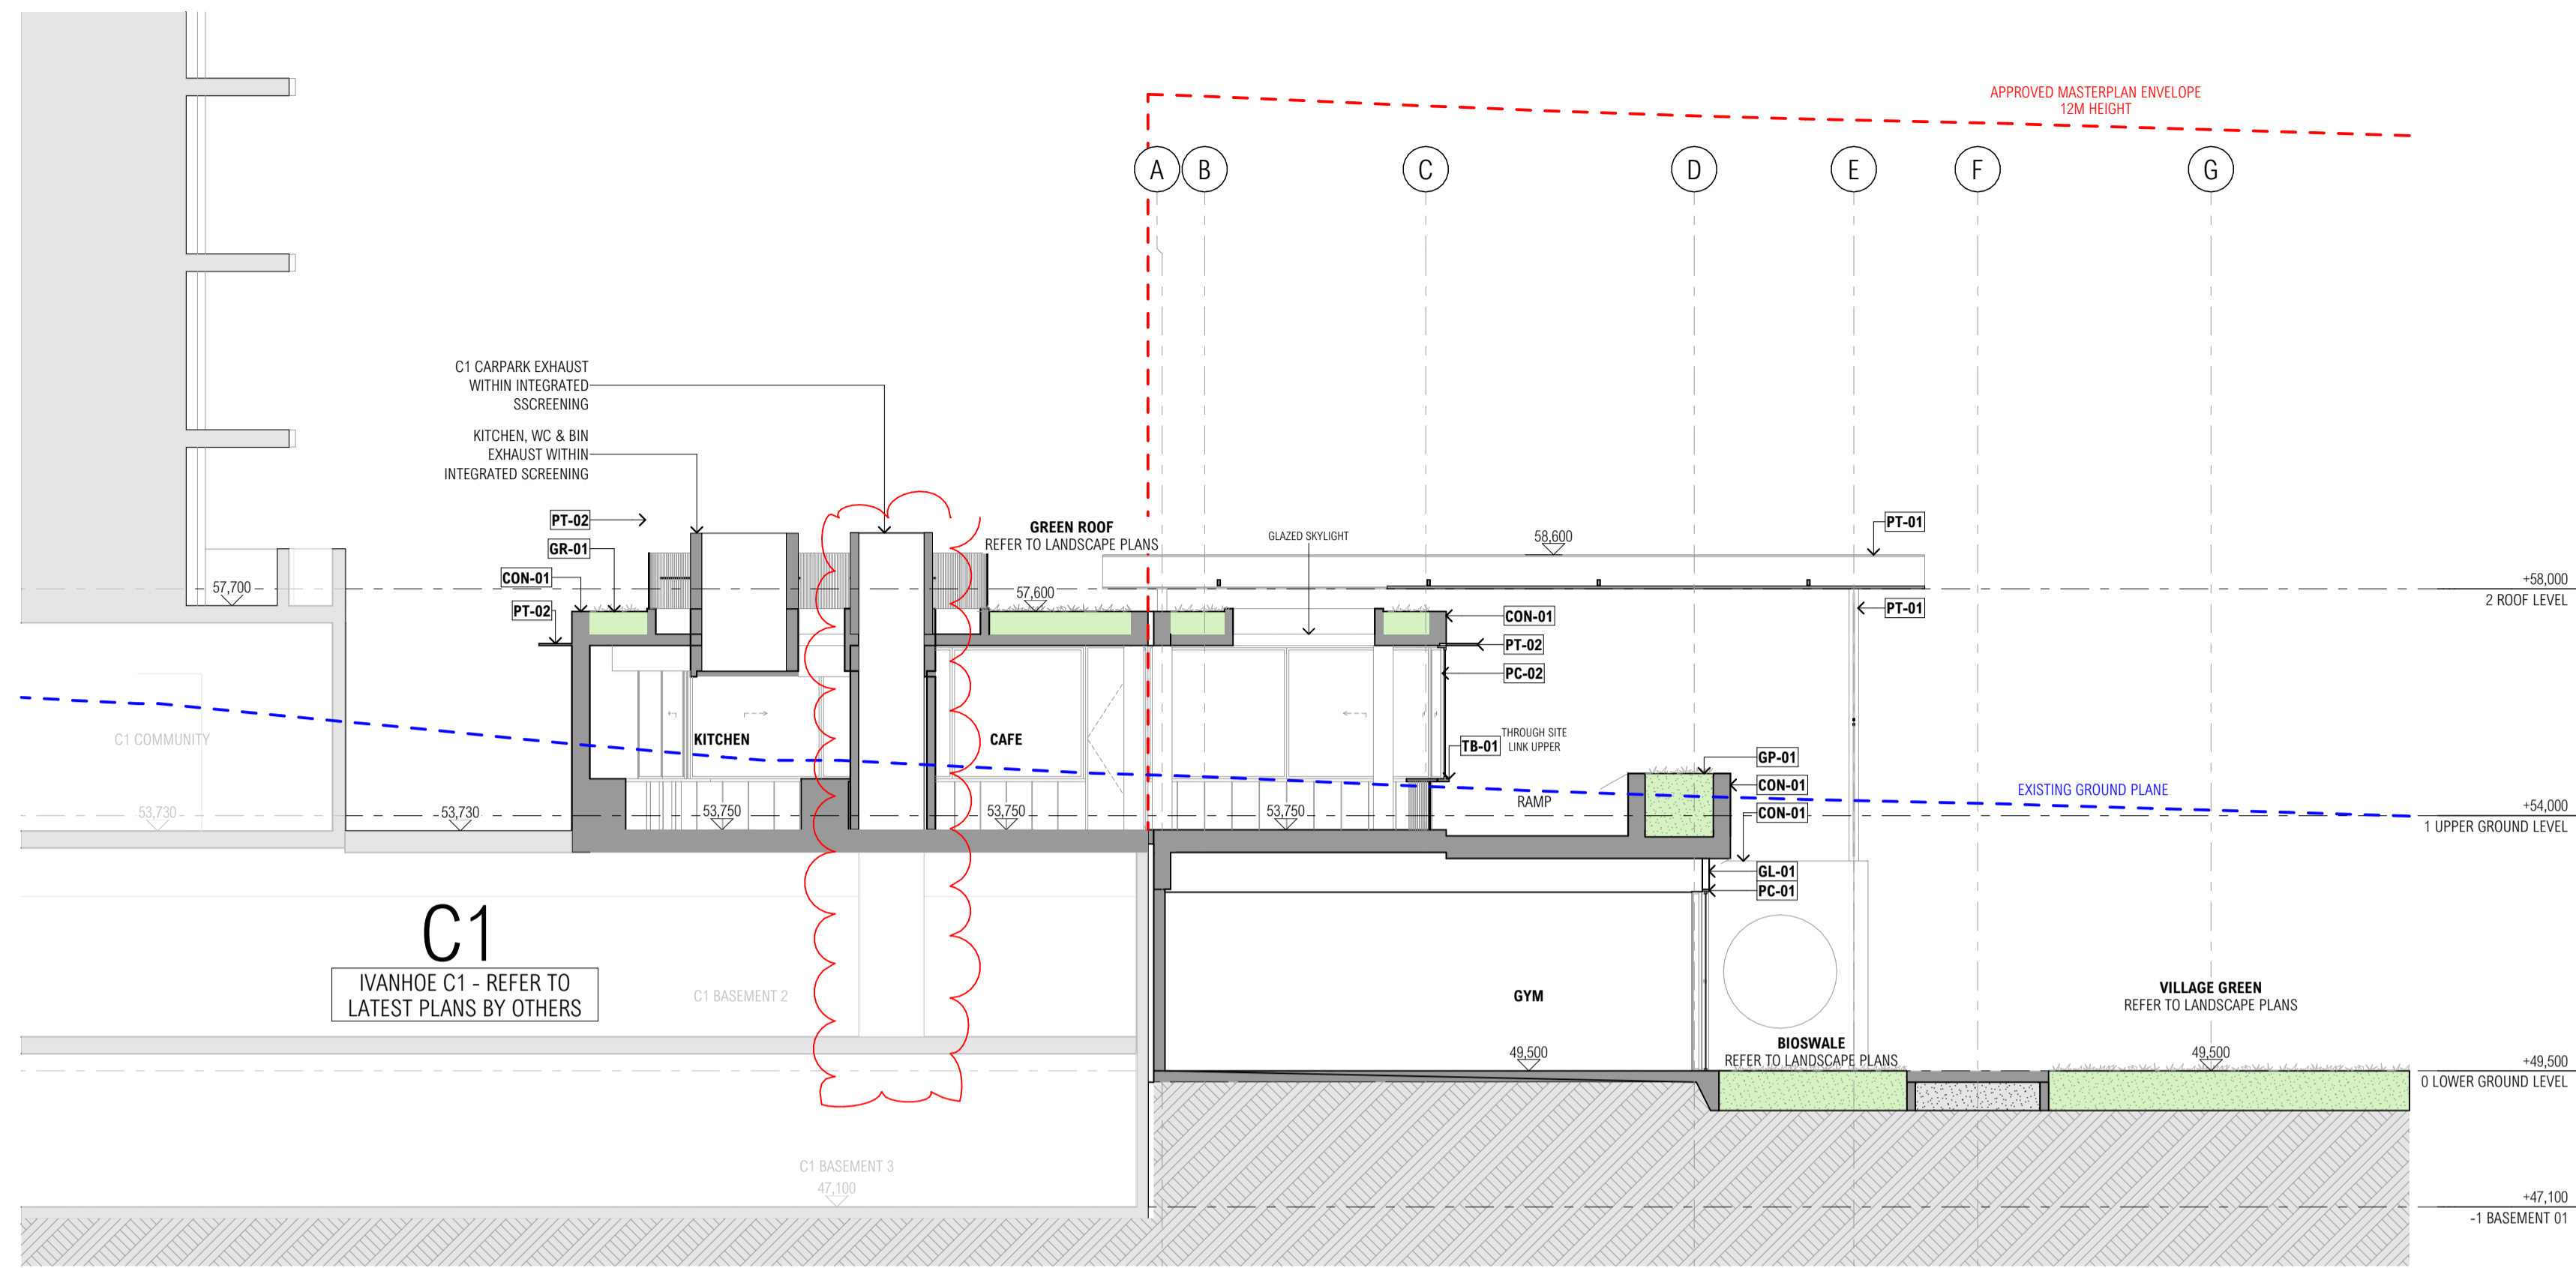 APPROVED MASTERPLAN ENVELOPE
12M HEIGHT
A
B
C
D
E
F
G
C1 CARPARK EXHAUST
WITHIN INTEGRATED
SSCREENING
KITCHEN, WC & BIN
EXHAUST WITHIN
INTEGRATED SCREENING
PT-02
GR-01
CON-01
PT-02
57,700
GREEN ROOF
REFER TO LANDSCAPE PLANS
57,600
GLAZED SKYLIGHT
58,600
PT-01
+58,000
2 ROOF LEVEL
PT-01
CON-01
PT-02
PC-02
TB-01
THROUGH SITE
LINK UPPER
C1 COMMUNITY
KITCHEN
CAFE
53,730
53,730
53,750
53,750
53,750
RAMP
GP-01
CON-01
CON-01
EXISTING GROUND PLANE
+54,000
1 UPPER GROUND LEVEL
GL-01
PC-01
C1
IVANHOE C1 - REFER TO
LATEST PLANS BY OTHERS
C1 BASEMENT 2
GYM
49,500
BIOSWALE
REFER TO LANDSCAPE PLANS
VILLAGE GREEN
REFER TO LANDSCAPE PLANS
49,500
+49,500
0 LOWER GROUND LEVEL
C1 BASEMENT 3
47,100
+47,100
-1 BASEMENT 01